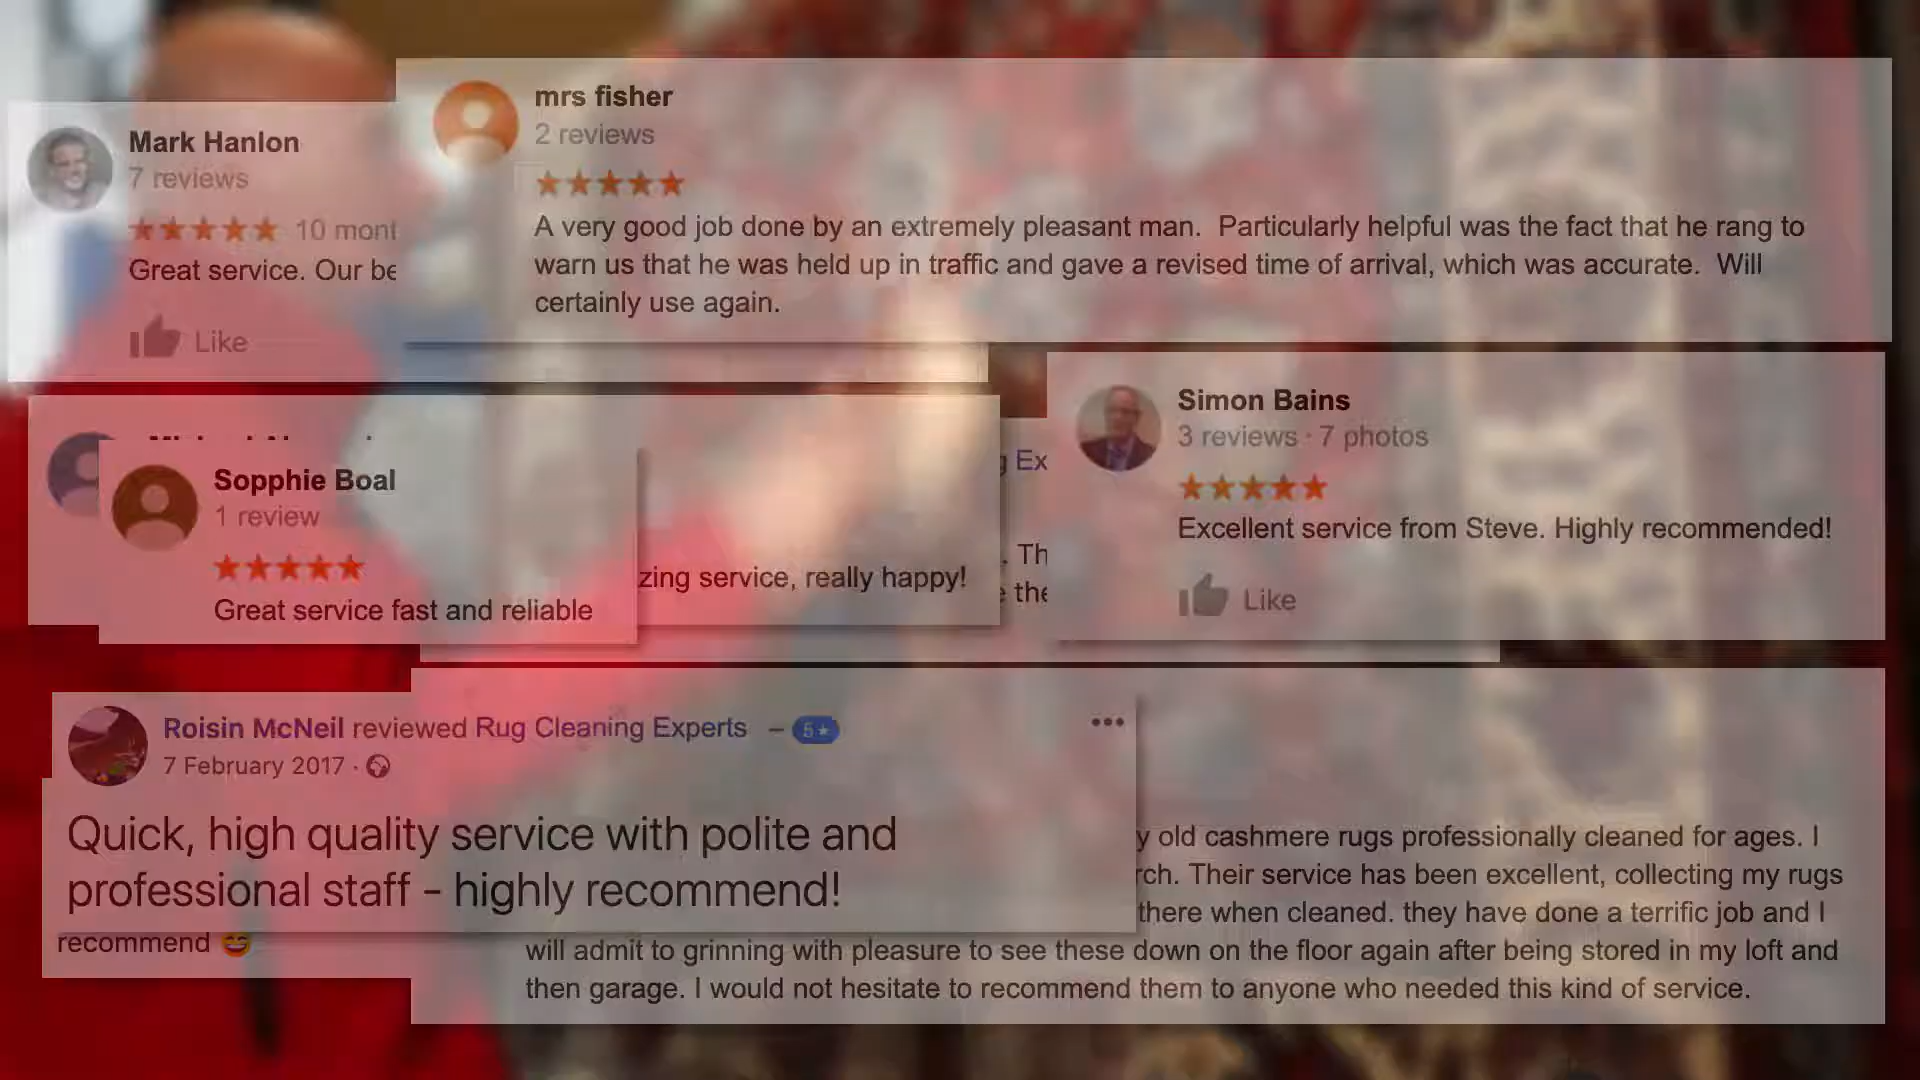 mrs fisher
2 reviews
A very good job done by an extremely pleasant man.  Particularly helpful was the fact that he rang to
warn us that he was held up in traffic and gave a revised time of arrival, which was accurate.  Will
certainly use again.
Mark Hanlon
7 reviews
10 mont
Great service. Our be
Like
Simon Bains
3 reviews · 7 photos
Excellent service from Steve. Highly recommended!
Like
Sopphie Boal
1 review
Great service fast and reliable
zing service, really happy!
Ex
. Th
the
Roisin McNeil reviewed Rug Cleaning Experts – 5★
7 February 2017 ·
Quick, high quality service with polite and
professional staff - highly recommend!
recommend 😄
y old cashmere rugs professionally cleaned for ages. I
rch. Their service has been excellent, collecting my rugs
there when cleaned. they have done a terrific job and I
will admit to grinning with pleasure to see these down on the floor again after being stored in my loft and
then garage. I would not hesitate to recommend them to anyone who needed this kind of service.